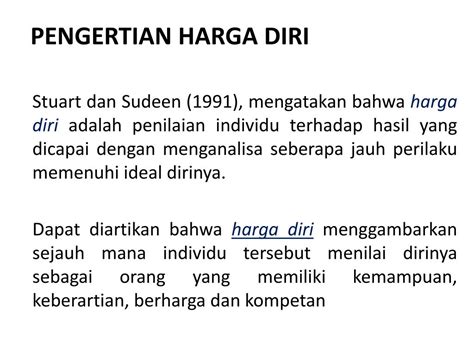 PENGERTIAN HARGA DIRI
Stuart dan Sudeen (1991), mengatakan bahwa harga
diri adalah penilaian individu terhadap hasil yang
dicapai dengan menganalisa seberapa jauh perilaku
memenuhi ideal dirinya.
Dapat diartikan bahwa harga diri menggambarkan
sejauh mana individu tersebut menilai dirinya
sebagai orang yang memiliki kemampuan,
keberartian, berharga dan kompetan